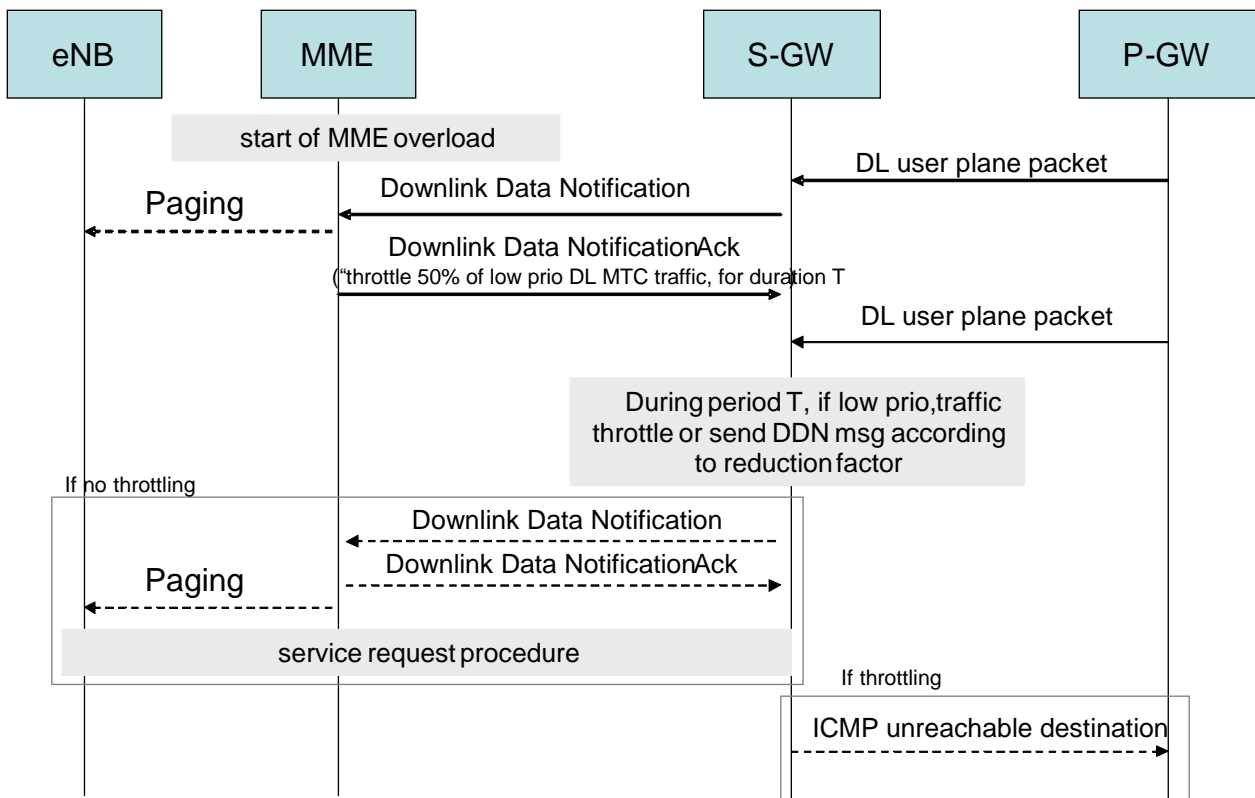 eNB
MME
S-GW
P-GW
start of MME overload
DL user plane packet
Downlink Data Notification
Paging
Downlink Data NotificationAck
(“throttle 50% of low prio DL MTC traffic, for duration T
DL user plane packet
During period T, if low prio,traffic
throttle or send DDN msg according
to reduction factor
If no throttling
Downlink Data Notification
Downlink Data NotificationAck
Paging
service request procedure
If throttling
ICMP unreachable destination